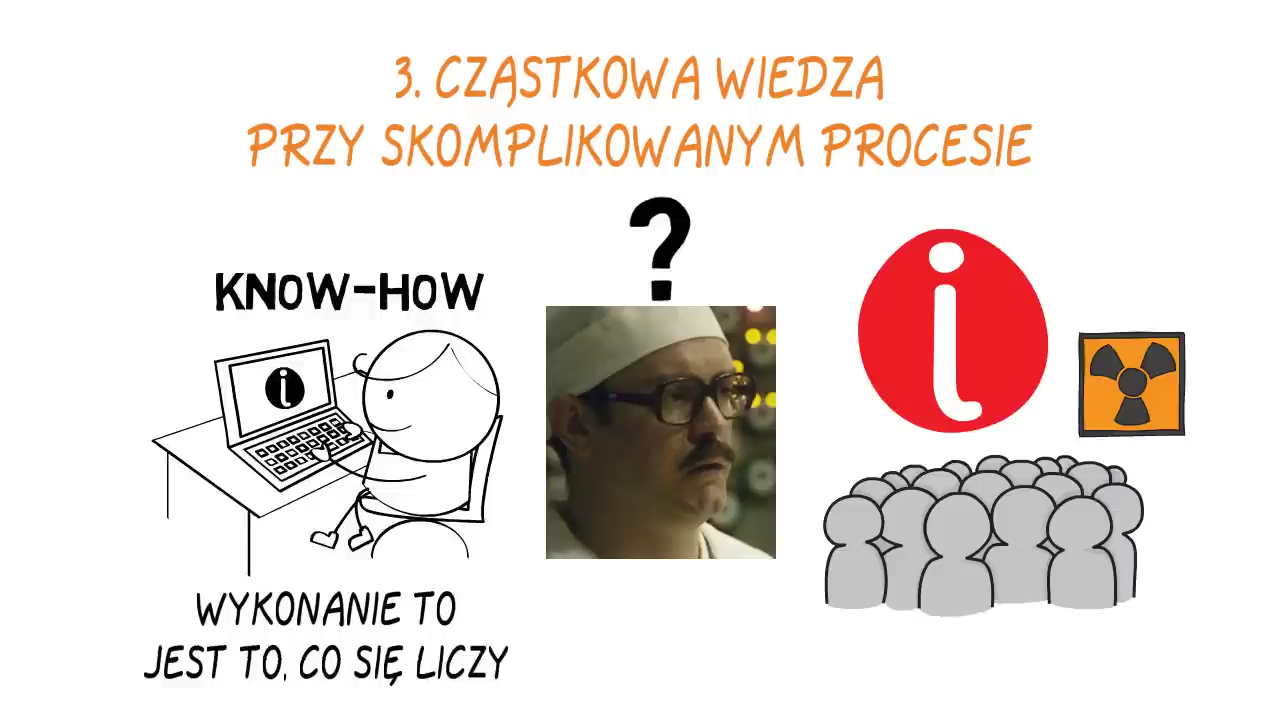 3. CZĄSTKOWA WIEDZA
PRZY SKOMPLIKOWANYM PROCESIE
?
KNOW-HOW
i
i
WYKONANIE TO
JEST TO, CO SIĘ LICZY